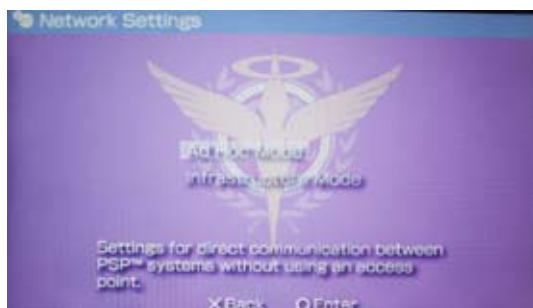 Network Settings
Ad Hoc Mode
Infrastructure Mode
Settings for direct communication between
PSP™ systems without using an access
point.
X Back O Enter